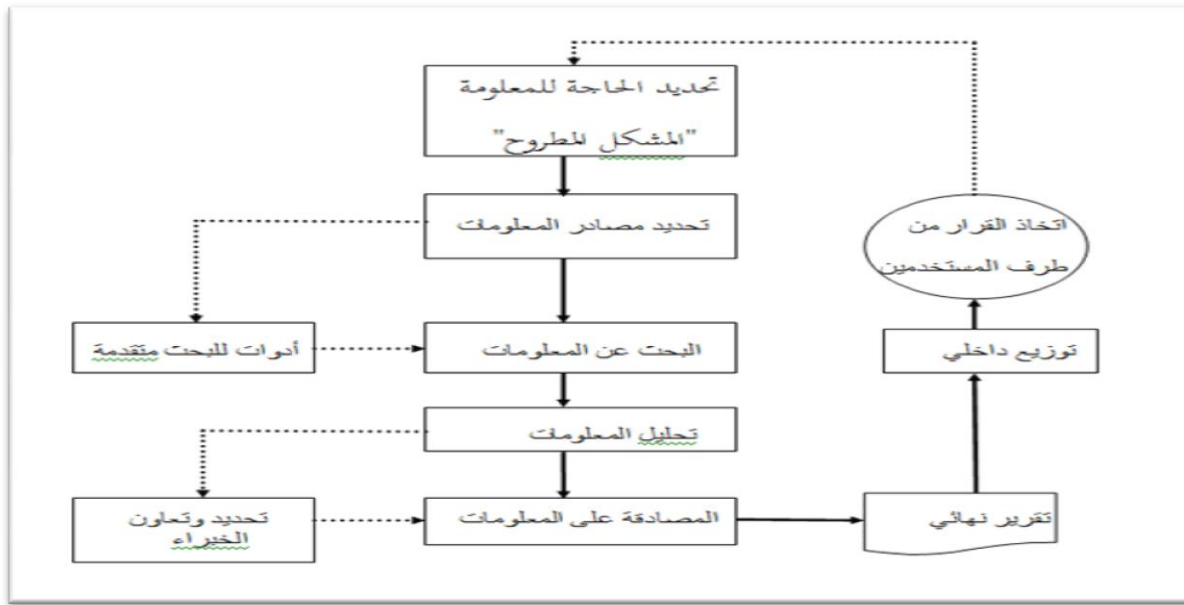 تحديد الحاجة للمعلومة
"المشكل المطروح"
تحديد مصادر المعلومات
اتخاذ القرار من
طرف المستخدمين
أدوات للبحث متقدمة
البحث عن المعلومات
توزيع داخلي
تحليل المعلومات
تحديد وتعاون
الخبراء
المصادقة على المعلومات
تقرير نهائي